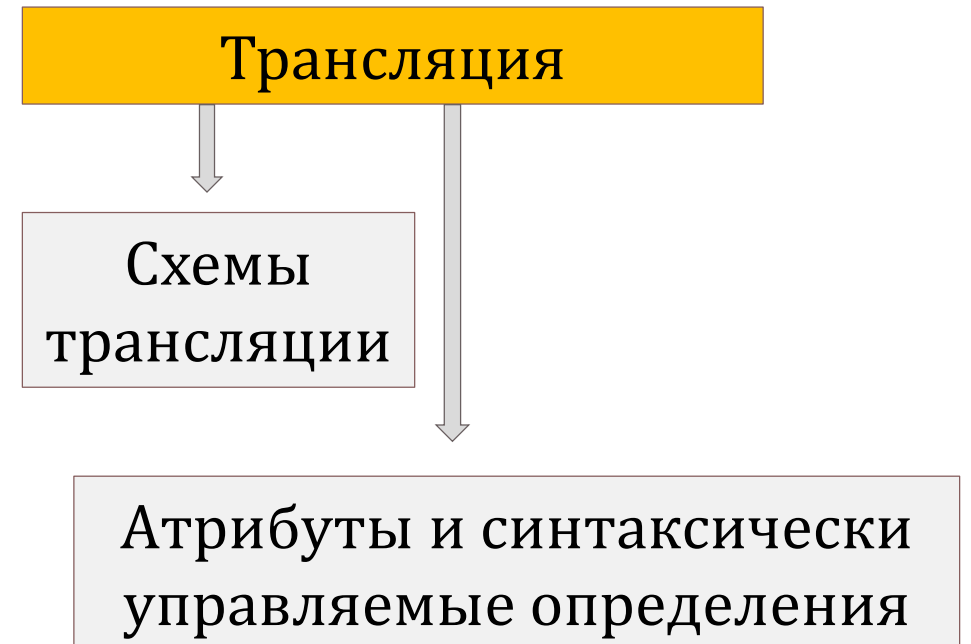 Трансляция
Схемы
трансляции
Атрибуты и синтаксически
управляемые определения